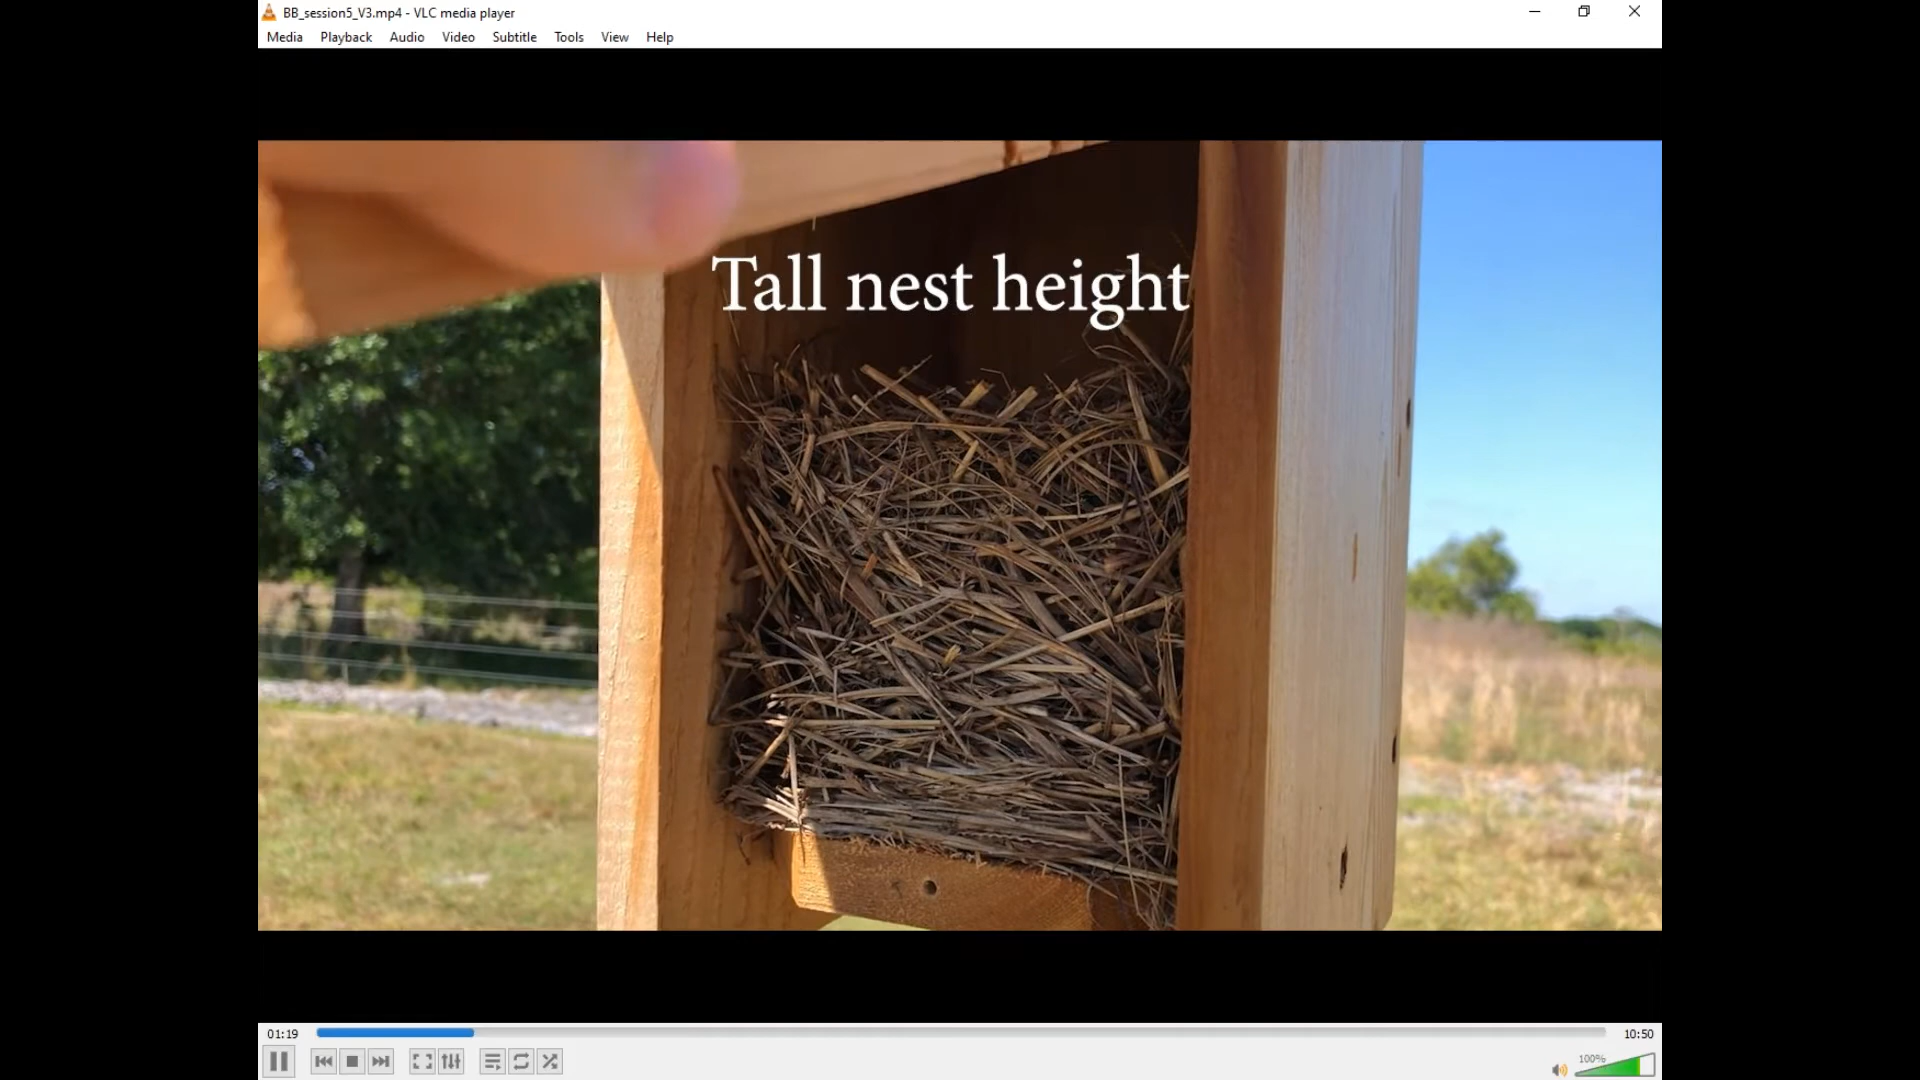 BB_session5_V3.mp4 - VLC media player
Media Playback Audio Video Subtitle Tools View Help
Tall nest height
01:19
10:50
100%